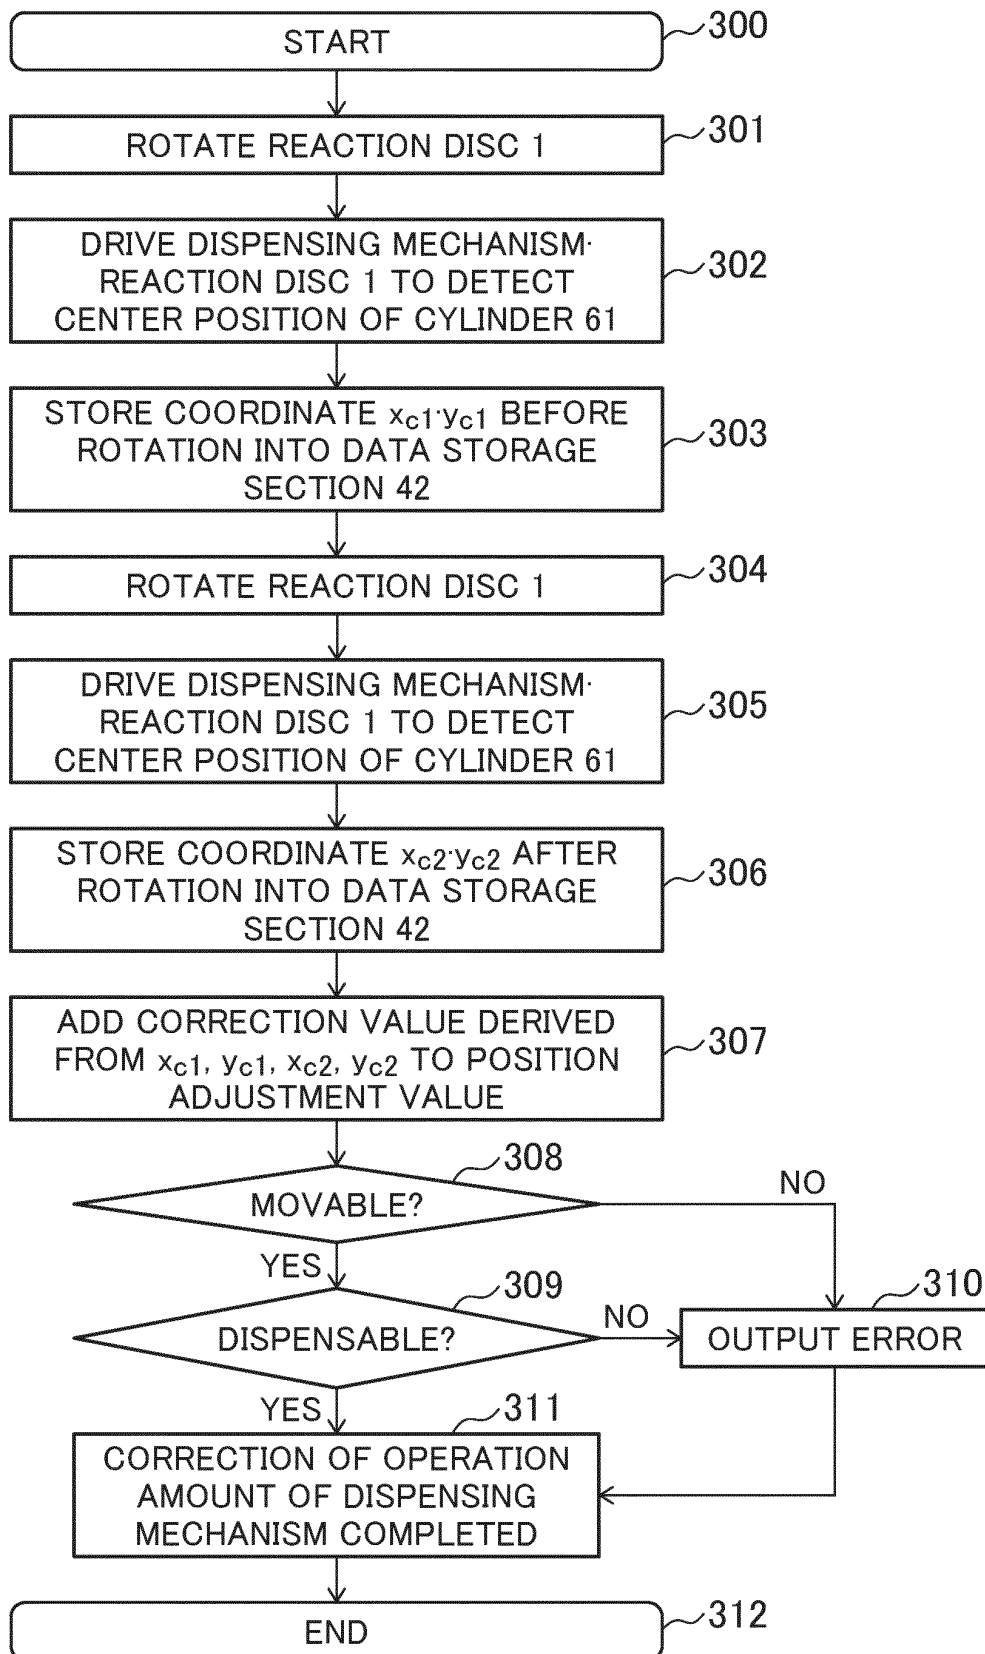 START
300
ROTATE REACTION DISC 1
301
DRIVE DISPENSING MECHANISM·
REACTION DISC 1 TO DETECT
CENTER POSITION OF CYLINDER 61
302
STORE COORDINATE xc1·yc1 BEFORE
ROTATION INTO DATA STORAGE
SECTION 42
303
ROTATE REACTION DISC 1
304
DRIVE DISPENSING MECHANISM·
REACTION DISC 1 TO DETECT
CENTER POSITION OF CYLINDER 61
305
STORE COORDINATE xc2·yc2 AFTER
ROTATION INTO DATA STORAGE
SECTION 42
306
ADD CORRECTION VALUE DERIVED
FROM xc1, yc1, xc2, yc2 TO POSITION
ADJUSTMENT VALUE
307
MOVABLE?
308
NO
YES
DISPENSABLE?
309
NO
OUTPUT ERROR
310
YES
311
CORRECTION OF OPERATION
AMOUNT OF DISPENSING
MECHANISM COMPLETED
END
312